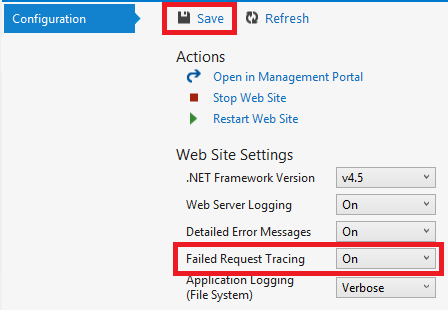 Configuration
Save Refresh
Actions
Open in Management Portal
Stop Web Site
Restart Web Site
Web Site Settings
.NET Framework Version v4.5
Web Server Logging On
Detailed Error Messages On
Failed Request Tracing On
Application Logging
(File System) Verbose